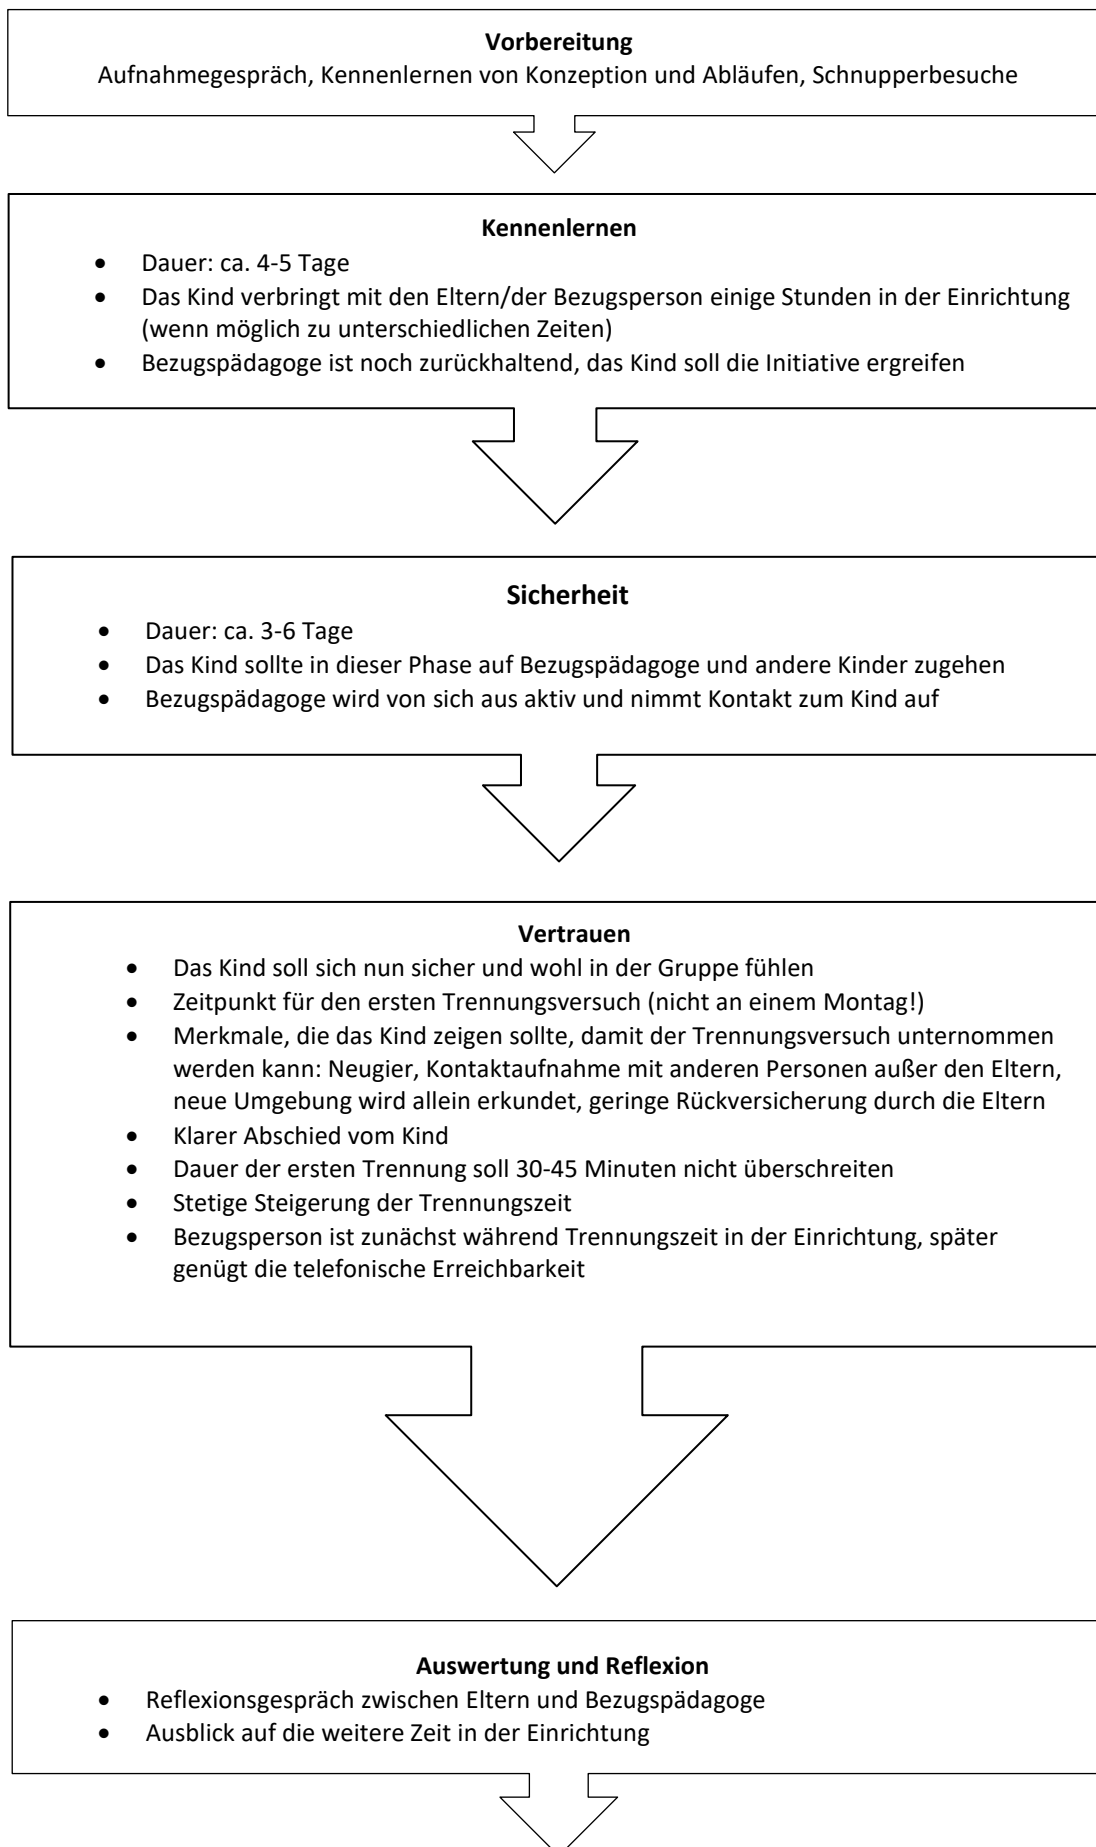 Vorbereitung
Aufnahmegespräch, Kennenlernen von Konzeption und Abläufen, Schnupperbesuche
Kennenlernen
• Dauer: ca. 4-5 Tage
• Das Kind verbringt mit den Eltern/der Bezugsperson einige Stunden in der Einrichtung
(wenn möglich zu unterschiedlichen Zeiten)
• Bezugspädagoge ist noch zurückhaltend, das Kind soll die Initiative ergreifen
Sicherheit
• Dauer: ca. 3-6 Tage
• Das Kind sollte in dieser Phase auf Bezugspädagoge und andere Kinder zugehen
• Bezugspädagoge wird von sich aus aktiv und nimmt Kontakt zum Kind auf
Vertrauen
• Das Kind soll sich nun sicher und wohl in der Gruppe fühlen
• Zeitpunkt für den ersten Trennungsversuch (nicht an einem Montag!)
• Merkmale, die das Kind zeigen sollte, damit der Trennungsversuch unternommen
werden kann: Neugier, Kontaktaufnahme mit anderen Personen außer den Eltern,
neue Umgebung wird allein erkundet, geringe Rückversicherung durch die Eltern
• Klarer Abschied vom Kind
• Dauer der ersten Trennung soll 30-45 Minuten nicht überschreiten
• Stetige Steigerung der Trennungszeit
• Bezugsperson ist zunächst während Trennungszeit in der Einrichtung, später
genügt die telefonische Erreichbarkeit
Auswertung und Reflexion
• Reflexionsgespräch zwischen Eltern und Bezugspädagoge
• Ausblick auf die weitere Zeit in der Einrichtung